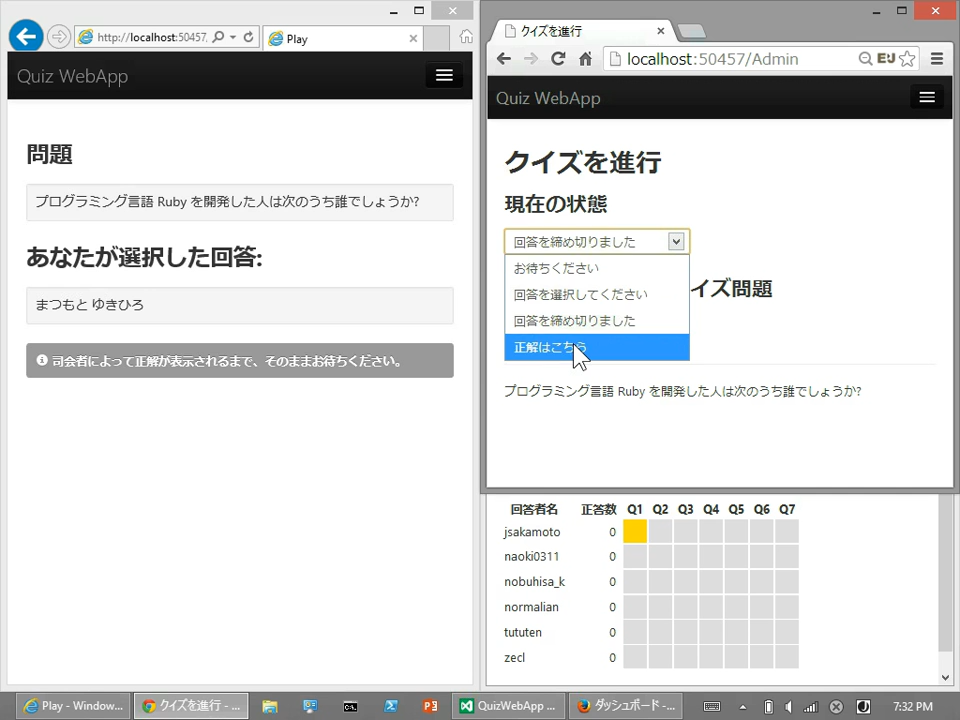 http://localhost:50457,
Play
Quiz WebApp
問題
プログラミング言語 Ruby を開発した人は次のうち誰でしょうか?
あなたが選択した回答:
まつもと ゆきひろ
司会者によって正解が表示されるまで、そのままお待ちください。
クイズを進行
localhost:50457/Admin
EU
Quiz WebApp
クイズを進行
現在の状態
回答を締め切りました
お待ちください
回答を選択してください
回答を締め切りました
正解はこちら
イズ問題
プログラミング言語 Ruby を開発した人は次のうち誰でしょうか?
回答者名 正答数 Q1 Q2 Q3 Q4 Q5 Q6 Q7
jsakamoto 0
naoki0311 0
nobuhisa_k 0
normalian 0
tututen 0
zecl 0
Play - Window... クイズを進行 - ... QuizWebApp ... ダッシュボード -... 7:32 PM